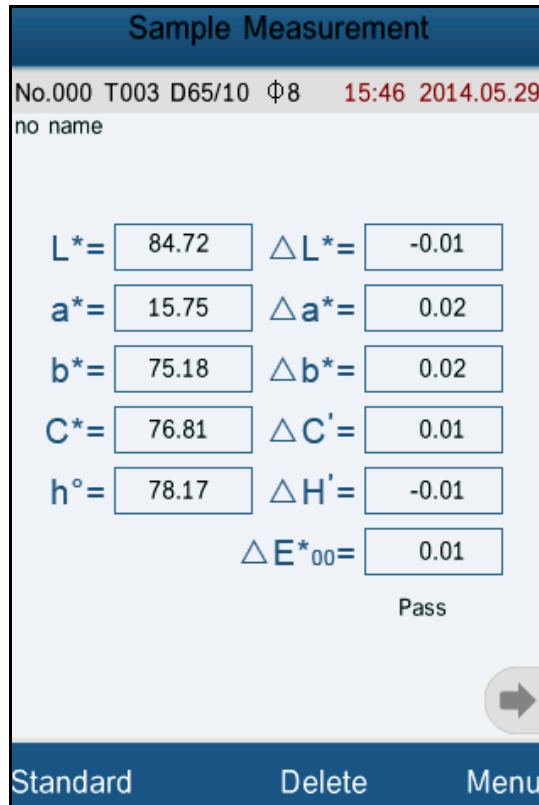 Sample Measurement
No.000 T003 D65/10 Φ8 15:46 2014.05.29
no name
L*= 84.72 △L*= -0.01
a*= 15.75 △a*= 0.02
b*= 75.18 △b*= 0.02
C*= 76.81 △C'= 0.01
h°= 78.17 △H'= -0.01
△E*00= 0.01
Pass
Standard Delete Menu